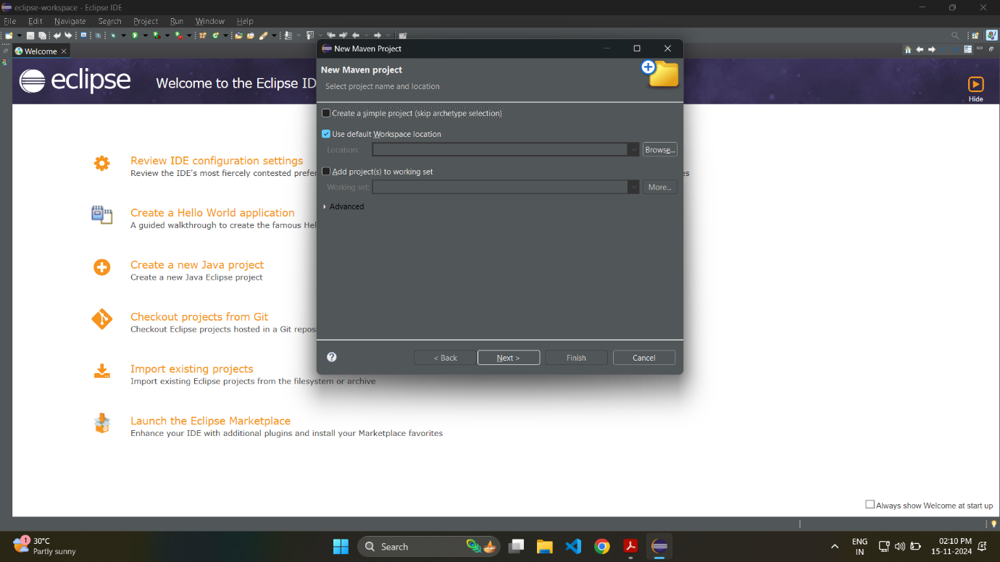 eclipse-workspace - Eclipse IDE
File Edit Navigate Search Project Run Window Help
Welcome
eclipse
Welcome to the Eclipse ID
Hide
Review IDE configuration settings
Review the IDE's most fiercely contested
Create a Hello World application
A guided walkthrough to create the famous
Create a new Java project
Create a new Java Eclipse project
Checkout projects from Git
Checkout Eclipse projects hosted in a Git
Import existing projects
Import existing Eclipse projects from the filesystem or archive
Launch the Eclipse Marketplace
Enhance your IDE with additional plugins and install your Marketplace favorites
Always show Welcome at start up
New Maven Project
New Maven project
Select project name and location
Create a simple project (skip archetype selection)
Use default Workspace location
Location:
Browse...
Add project(s) to working set
Working set:
More...
Advanced
< Back
Next >
Finish
Cancel
1
30°C
Partly sunny
Search
ENG
IN
02:10 PM
15-11-2024